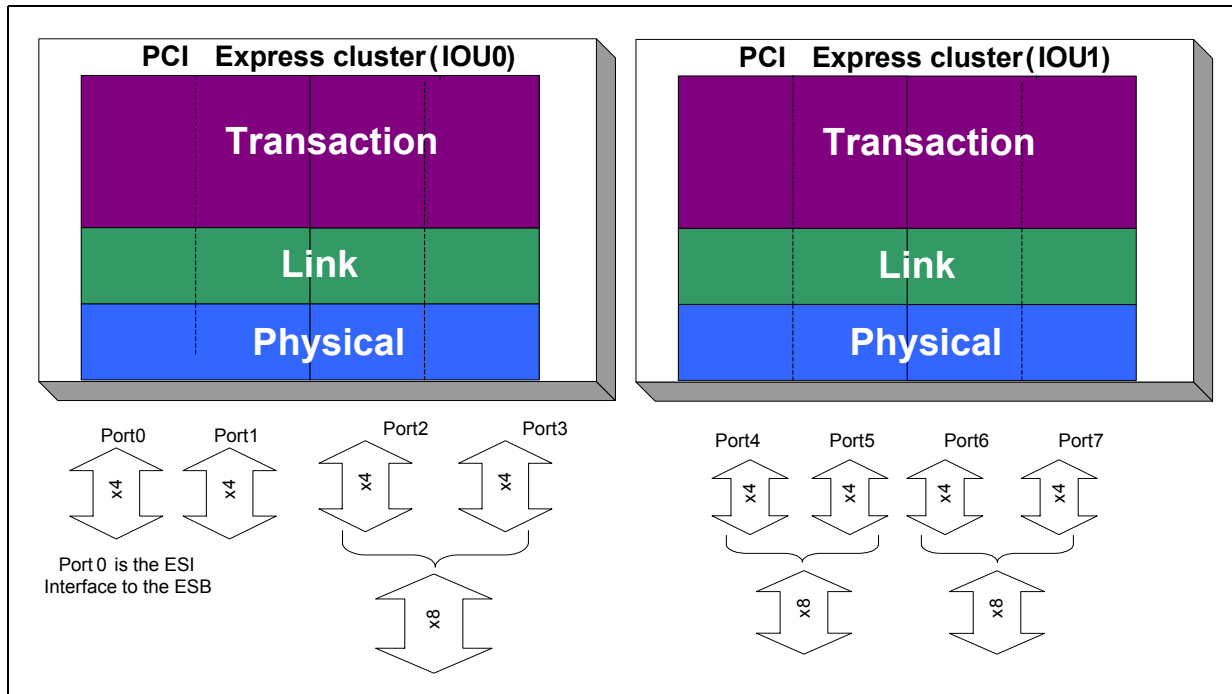 PCI Express cluster (IOU0)
Transaction
Link
Physical
Port0
Port1
Port2
Port3
x4
x4
x4
x4
Port 0 is the ESI
Interface to the ESB
x8
PCI Express cluster (IOU1)
Transaction
Link
Physical
Port4
Port5
Port6
Port7
x4
x4
x4
x4
x8
x8